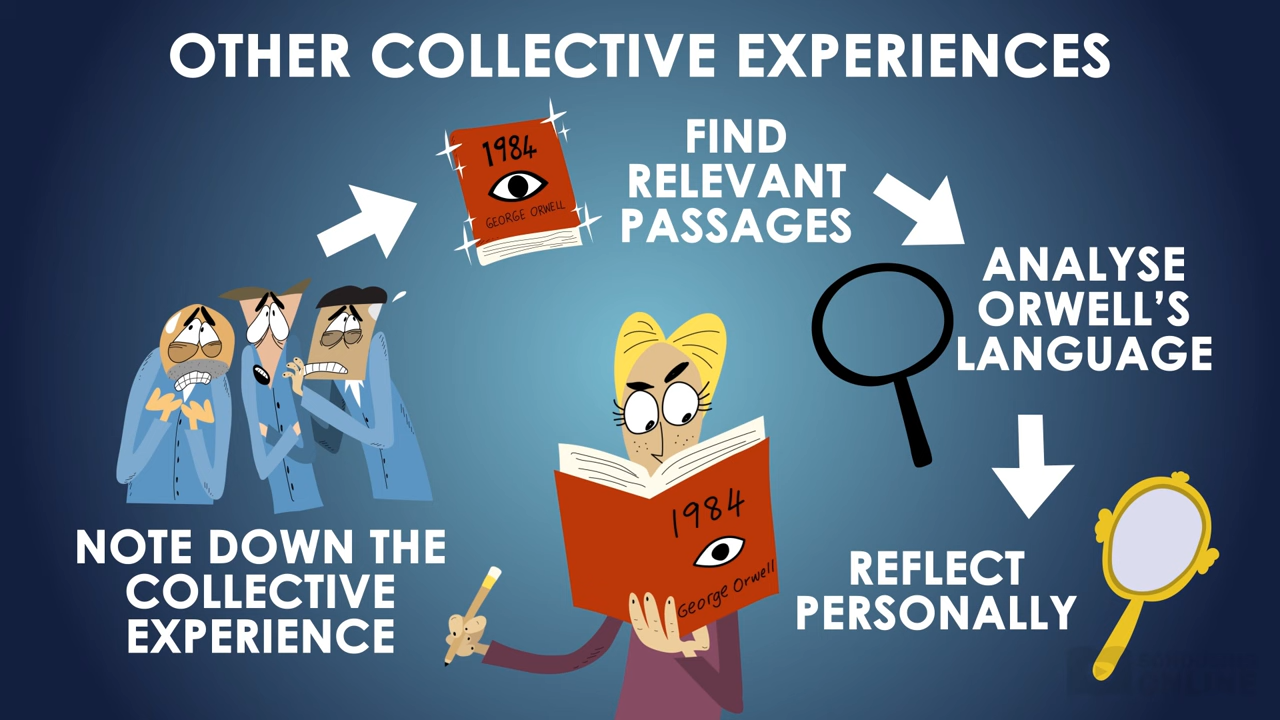 OTHER COLLECTIVE EXPERIENCES
1984
GEORGE ORWELL
FIND
RELEVANT
PASSAGES
ANALYSE
ORWELL'S
LANGUAGE
1984
George Orwell
NOTE DOWN THE
COLLECTIVE
EXPERIENCE
REFLECT
PERSONALLY
ONLINE